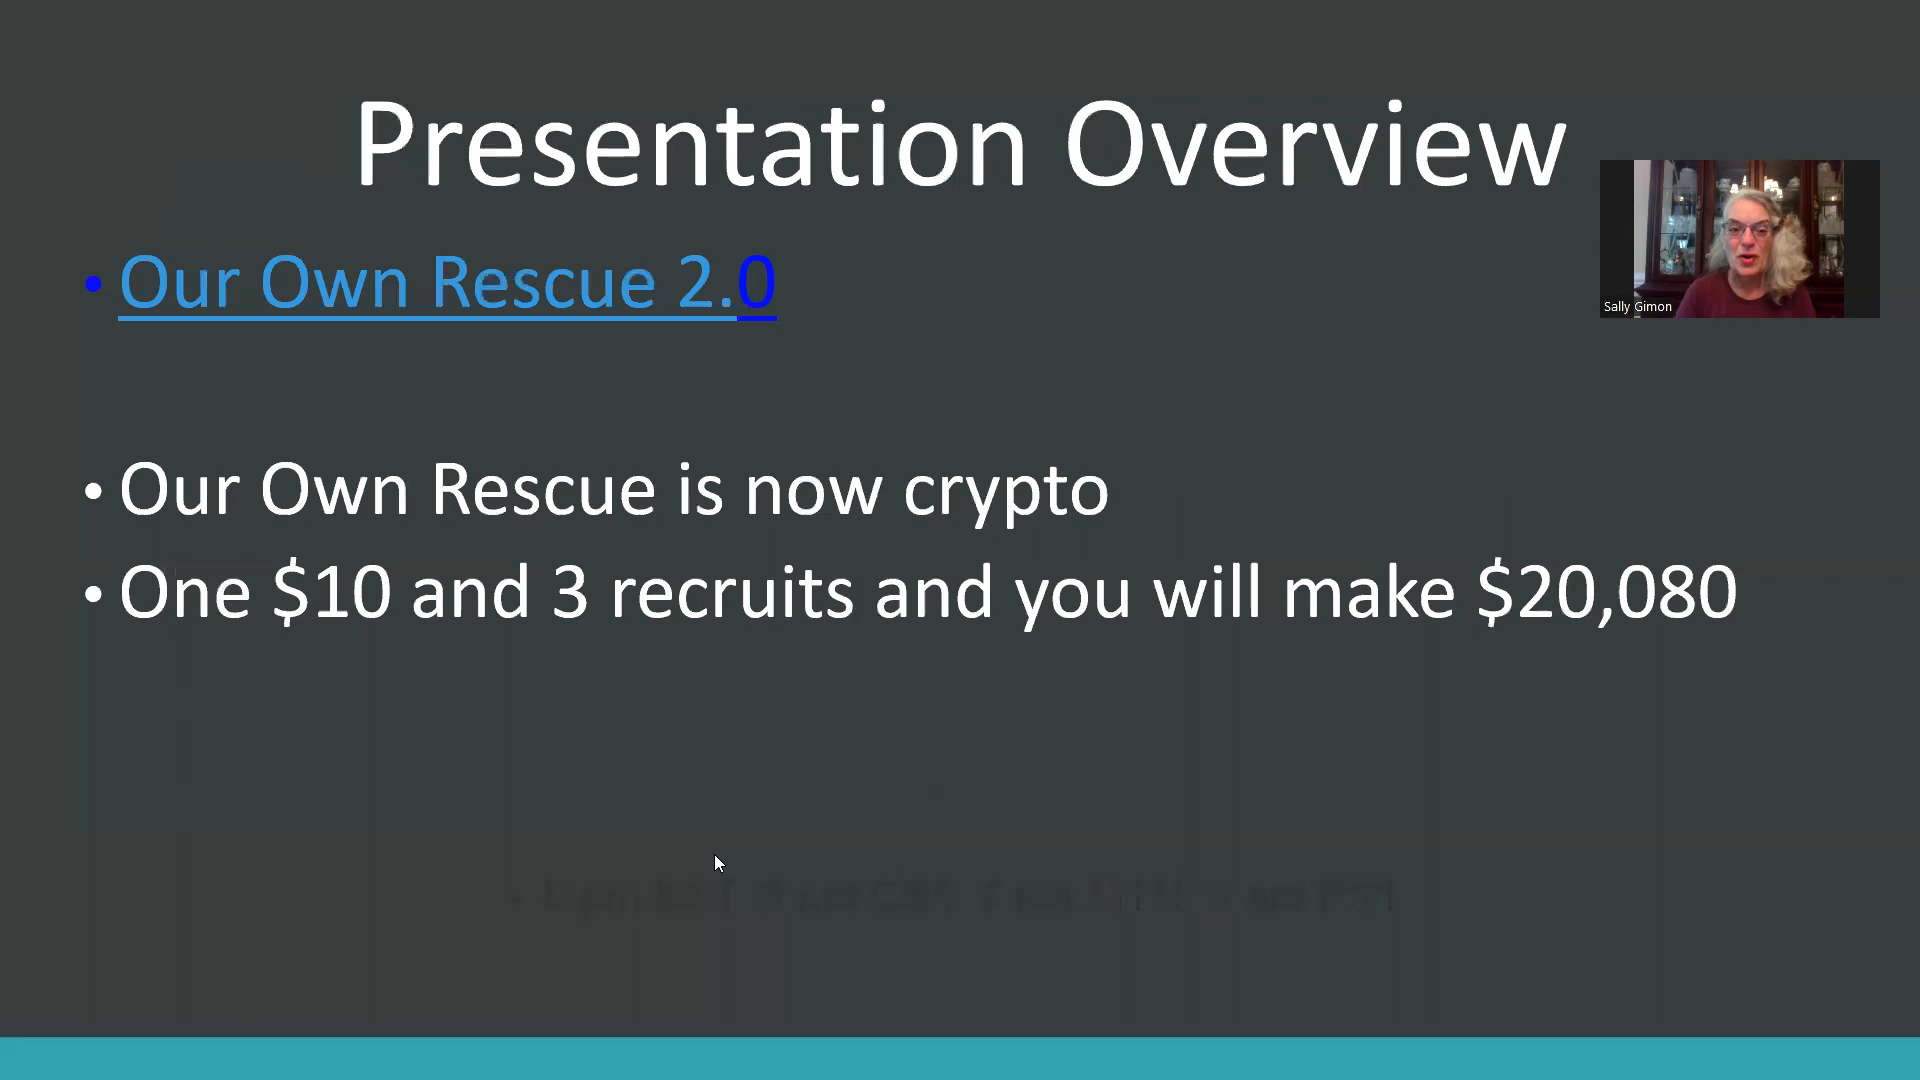 Presentation Overview
• Our Own Rescue 2.0
Sally Gimon
• Our Own Rescue is now crypto
• One $10 and 3 recruits and you will make $20,080